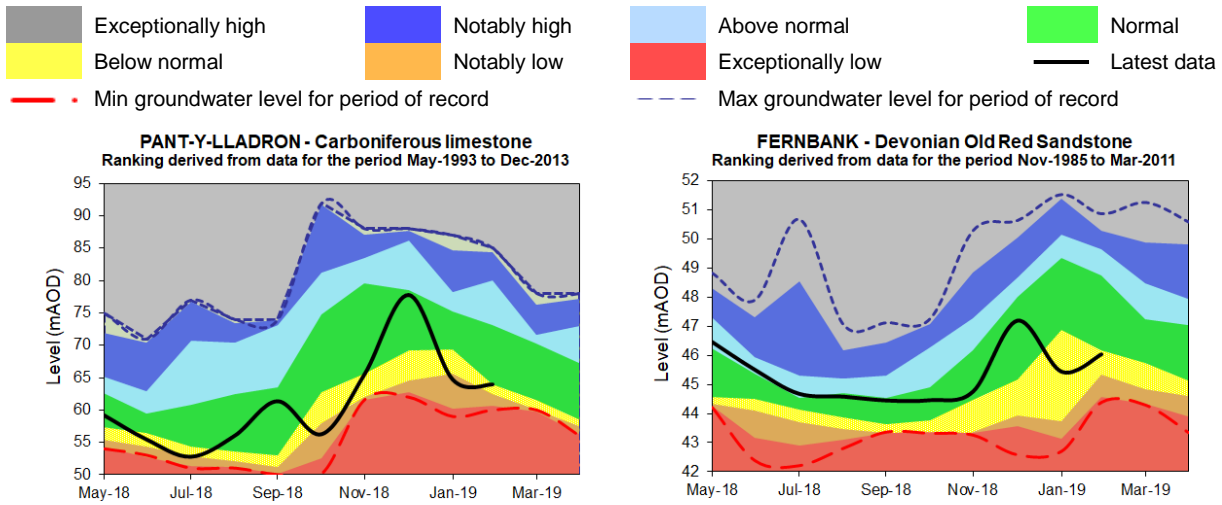 Exceptionally high
Notably high
Above normal
Normal
Below normal
Notably low
Exceptionally low
Latest data
Min groundwater level for period of record
Max groundwater level for period of record
PANT-Y-LLADRON - Carboniferous limestone
Ranking derived from data for the period May-1993 to Dec-2013
Level (mAOD)
95
90
85
80
75
70
65
60
55
50
May-18
Jul-18
Sep-18
Nov-18
Jan-19
Mar-19
FERNBANK - Devonian Old Red Sandstone
Ranking derived from data for the period Nov-1985 to Mar-2011
Level (mAOD)
52
51
50
49
48
47
46
45
44
43
42
May-18
Jul-18
Sep-18
Nov-18
Jan-19
Mar-19